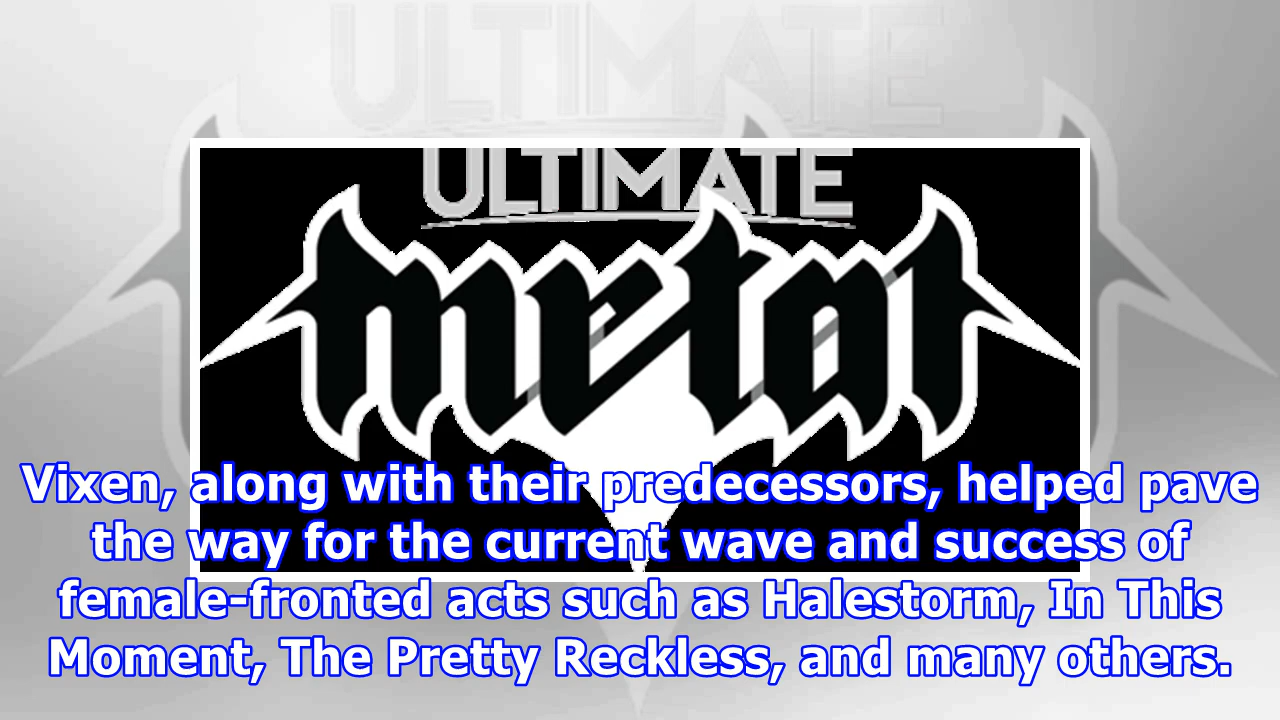 ULTIMATE
ULTIMATE
metal
Vixen, along with their predecessors, helped pave
the way for the current wave and success of
female-fronted acts such as Halestorm, In This
Moment, The Pretty Reckless, and many others.